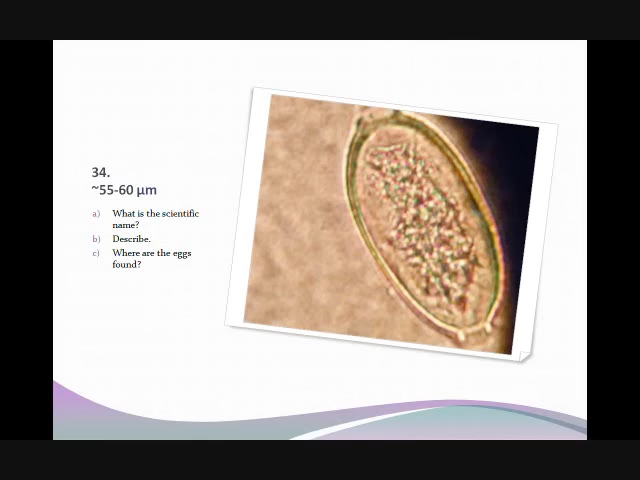 34.
~55-60 µm
a) What is the scientific
name?
b) Describe.
c) Where are the eggs
found?